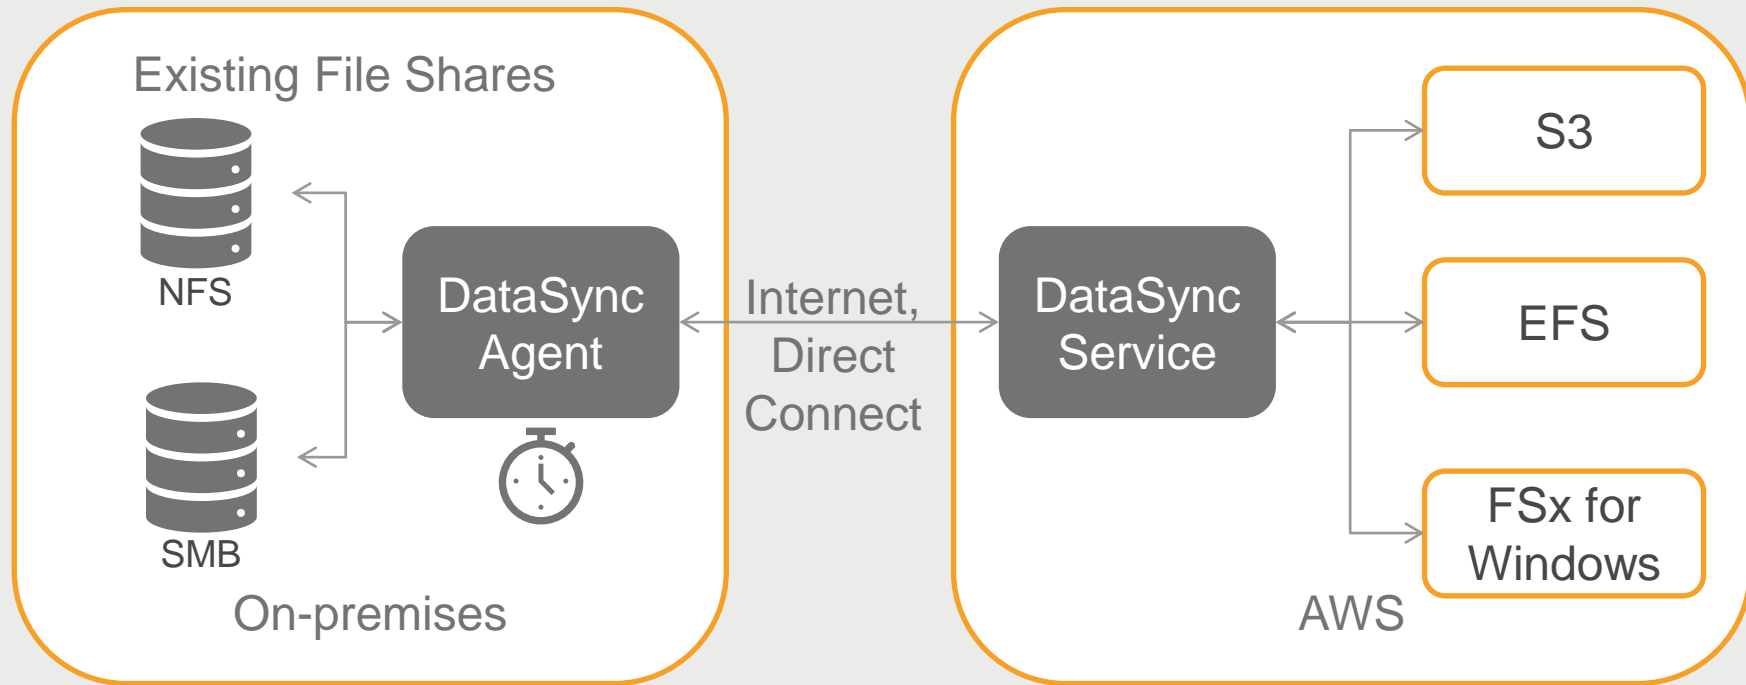 Existing File Shares
NFS
SMB
On-premises
DataSync
Agent
Internet,
Direct
Connect
DataSync
Service
S3
EFS
FSx for
Windows
AWS